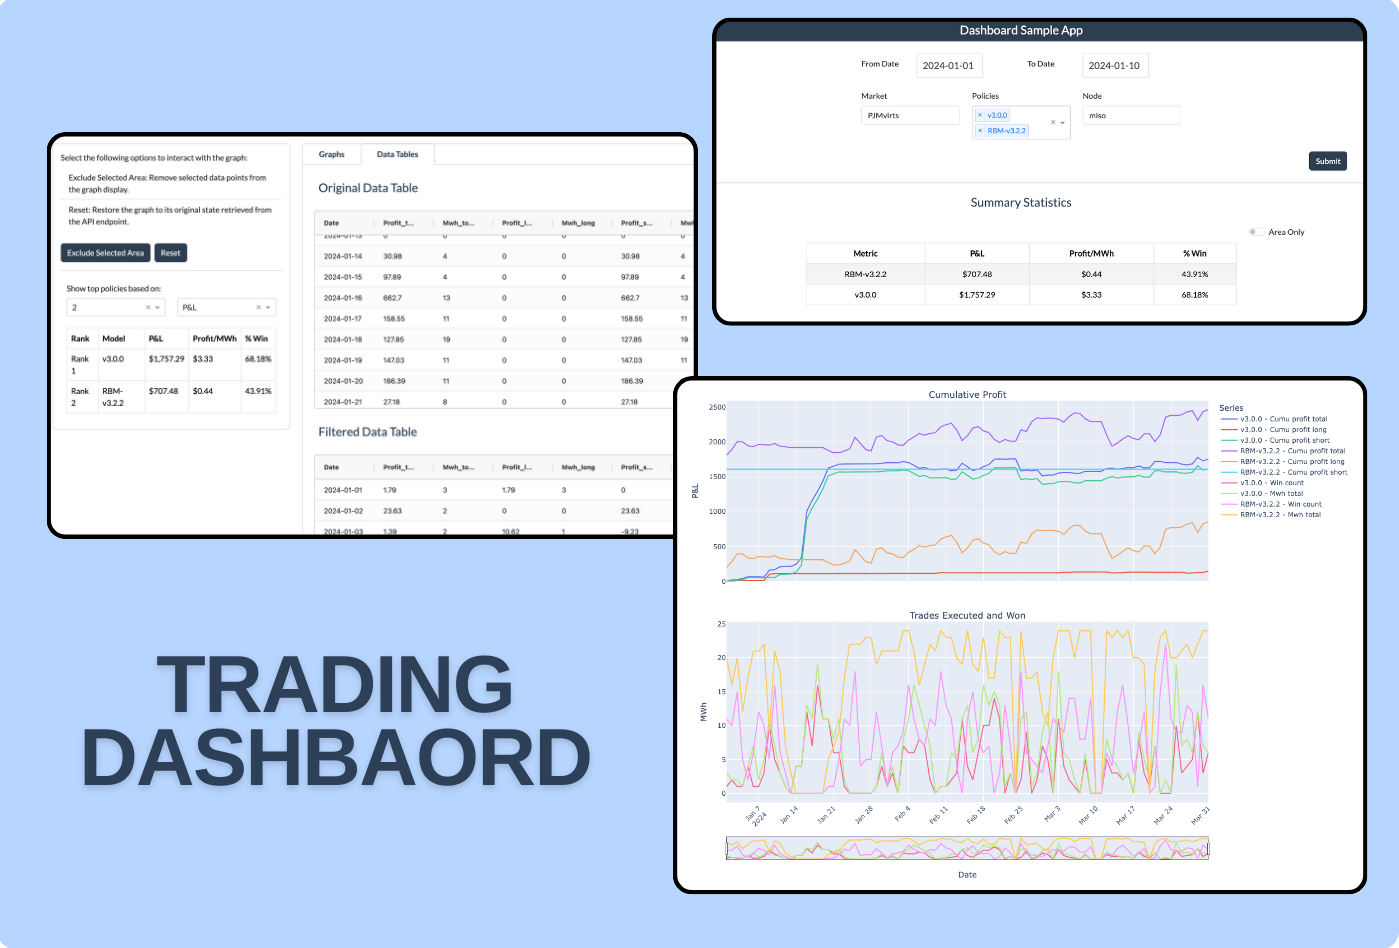 Dashboard Sample App
From Date 2024-01-01 To Date 2024-01-10
Market Policies Node
PJMvirts × v3.0.0 × RBM-v3.2.2 miso
Submit
Summary Statistics
Area Only
Metric P&L Profit/MWh % Win
RBM-v3.2.2 $707.48 $0.44 43.91%
v3.0.0 $1,757.29 $3.33 68.18%
Select the following options to interact with the graph:
Exclude Selected Area: Remove selected data points from
the graph display.
Reset: Restore the graph to its original state retrieved from
the API endpoint.
Exclude Selected Area Reset
Show top policies based on:
2 × P&L ×
Rank Model P&L Profit/MWh % Win
Rank 1 v3.0.0 $1,757.29 $3.33 68.18%
Rank 2 RBM-v3.2.2 $707.48 $0.44 43.91%
Graphs Data Tables
Original Data Table
Date Profit_t... Mwh_to... Profit_l... Mwh_long Profit_s...
2024-01-14 30.98 4 0 0 30.98 4
2024-01-15 97.89 4 0 0 97.89 4
2024-01-16 662.7 13 0 0 662.7 13
2024-01-17 158.55 11 0 0 158.55 11
2024-01-18 127.85 19 0 0 127.85 19
2024-01-19 147.03 11 0 0 147.03 11
2024-01-20 186.39 11 0 0 186.39
2024-01-21 27.18 8 0 0 27.18
Filtered Data Table
Date Profit_t... Mwh_to... Profit_l... Mwh_long Profit_s...
2024-01-01 1.79 3 1.79 3 0
2024-01-02 23.63 2 0 0 23.63
2024-01-03 1.39 2 10.62 1 -9.23
Cumulative Profit
2500
2000
1500
1000
500
0
P&L
Series
v3.0.0 - Cumu profit total
v3.0.0 - Cumu profit long
v3.0.0 - Cumu profit short
RBM-v3.2.2 - Cumu profit total
RBM-v3.2.2 - Cumu profit long
RBM-v3.2.2 - Cumu profit short
v3.0.0 - Win count
v3.0.0 - Mwh total
RBM-v3.2.2 - Win count
RBM-v3.2.2 - Mwh total
Trades Executed and Won
25
20
15
10
5
0
MWh
Jan 7 2024 Jan 14 Jan 21 Jan 28 Feb 4 Feb 11 Feb 18 Feb 25 Mar 3 Mar 10 Mar 17 Mar 24 Mar 31
Date
TRADING
DASHBAORD